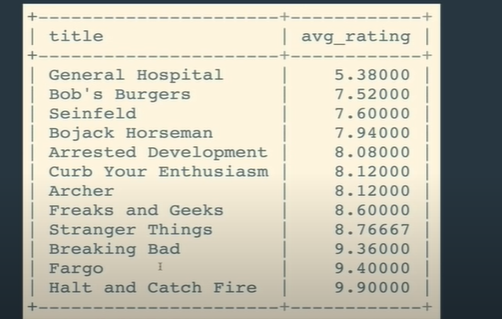 +----------------------+------------+
| title                | avg_rating |
+----------------------+------------+
| General Hospital     |    5.38000 |
| Bob's Burgers        |    7.52000 |
| Seinfeld             |    7.60000 |
| Bojack Horseman      |    7.94000 |
| Arrested Development |    8.08000 |
| Curb Your Enthusiasm |    8.12000 |
| Archer               |    8.12000 |
| Freaks and Geeks     |    8.60000 |
| Stranger Things      |    8.76667 |
| Breaking Bad         |    9.36000 |
| Fargo                |    9.40000 |
| Halt and Catch Fire  |    9.90000 |
+----------------------+------------+